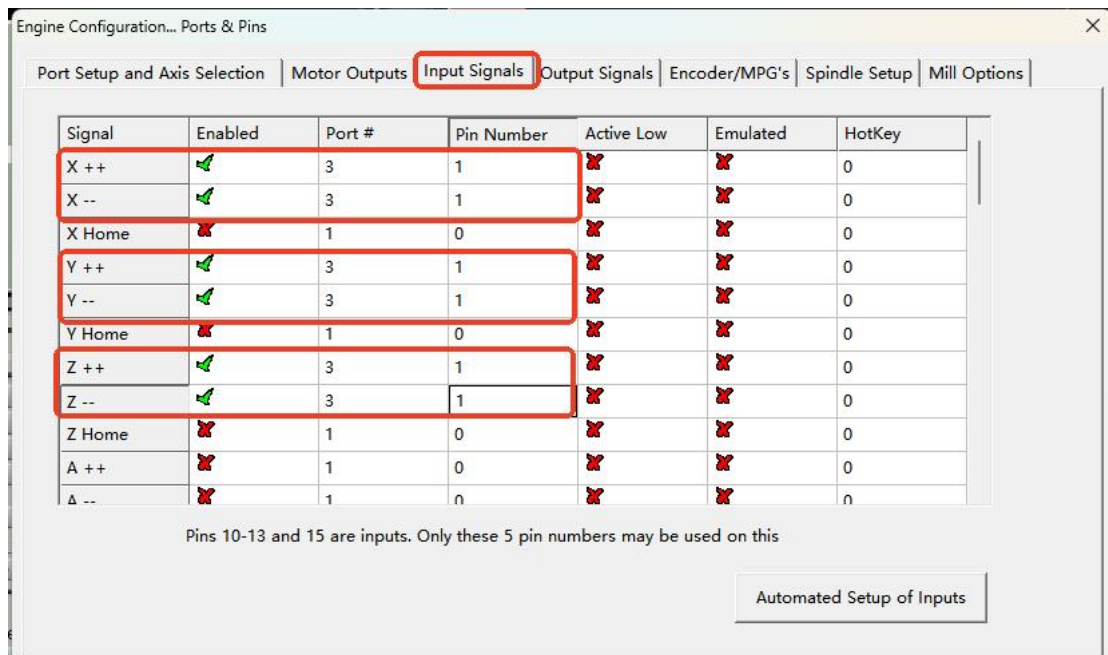 Engine Configuration... Ports & Pins
Port Setup and Axis Selection Motor Outputs Input Signals Output Signals Encoder/MPG's Spindle Setup Mill Options
Signal Enabled Port # Pin Number Active Low Emulated HotKey
X ++ 3 1 0
X -- 3 1 0
X Home 1 0 0
Y ++ 3 1 0
Y -- 3 1 0
Y Home 1 0 0
Z ++ 3 1 0
Z -- 3 1 0
Z Home 1 0 0
A ++ 1 0 0
A -- 1 0 0
Pins 10-13 and 15 are inputs. Only these 5 pin numbers may be used on this
Automated Setup of Inputs